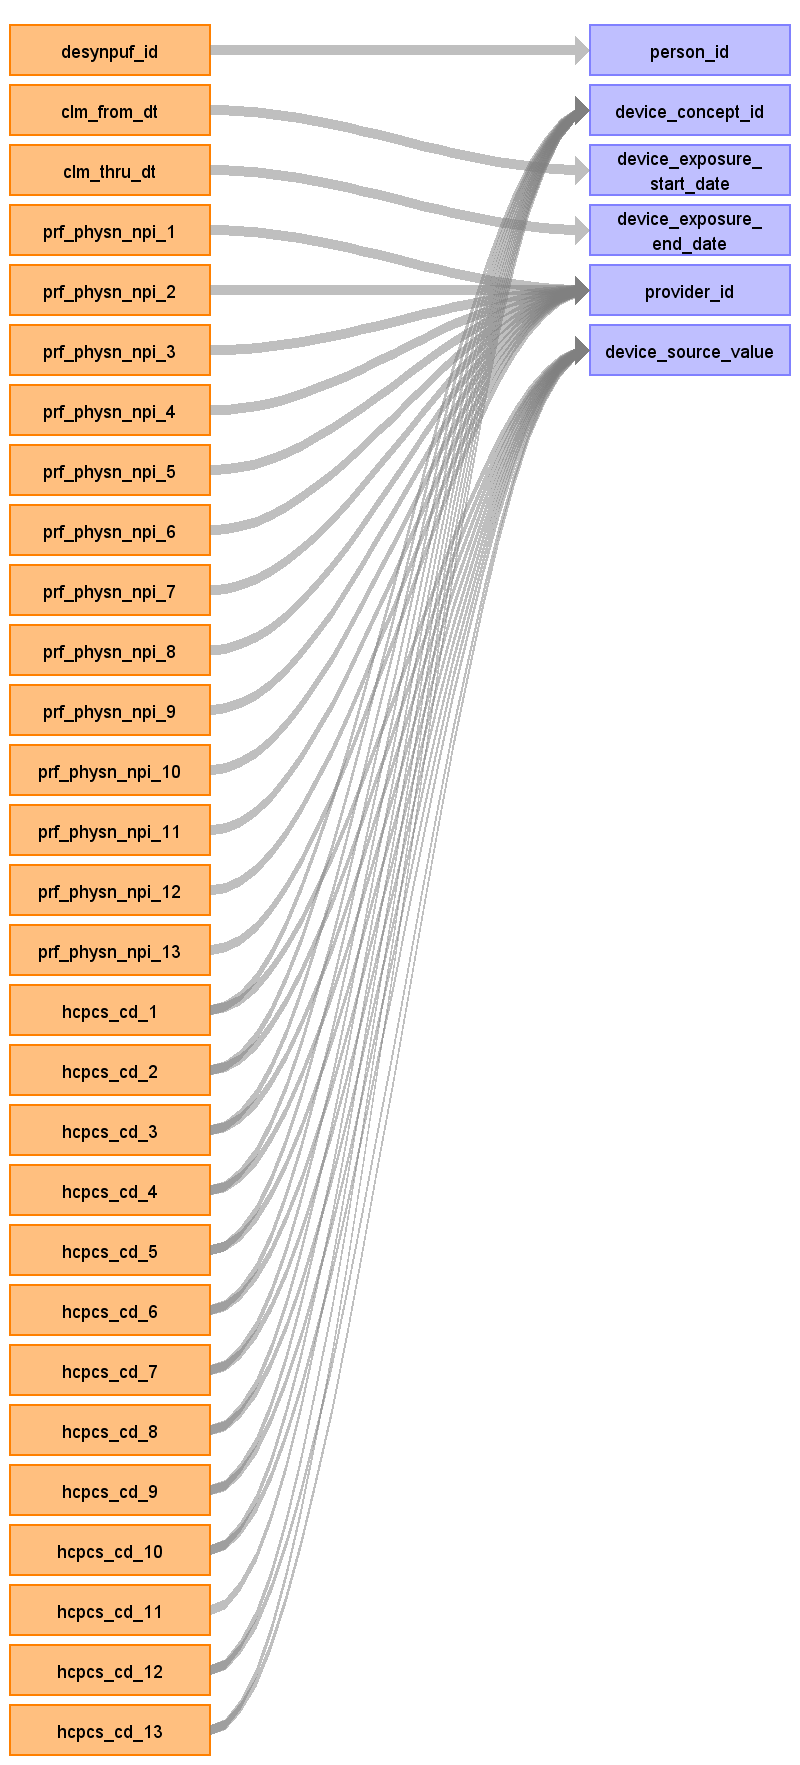 desynpuf_id
person_id
clm_from_dt
device_concept_id
clm_thru_dt
device_exposure_
start_date
prf_physn_npi_1
device_exposure_
end_date
prf_physn_npi_2
provider_id
prf_physn_npi_3
device_source_value
prf_physn_npi_4
prf_physn_npi_5
prf_physn_npi_6
prf_physn_npi_7
prf_physn_npi_8
prf_physn_npi_9
prf_physn_npi_10
prf_physn_npi_11
prf_physn_npi_12
prf_physn_npi_13
hcpcs_cd_1
hcpcs_cd_2
hcpcs_cd_3
hcpcs_cd_4
hcpcs_cd_5
hcpcs_cd_6
hcpcs_cd_7
hcpcs_cd_8
hcpcs_cd_9
hcpcs_cd_10
hcpcs_cd_11
hcpcs_cd_12
hcpcs_cd_13